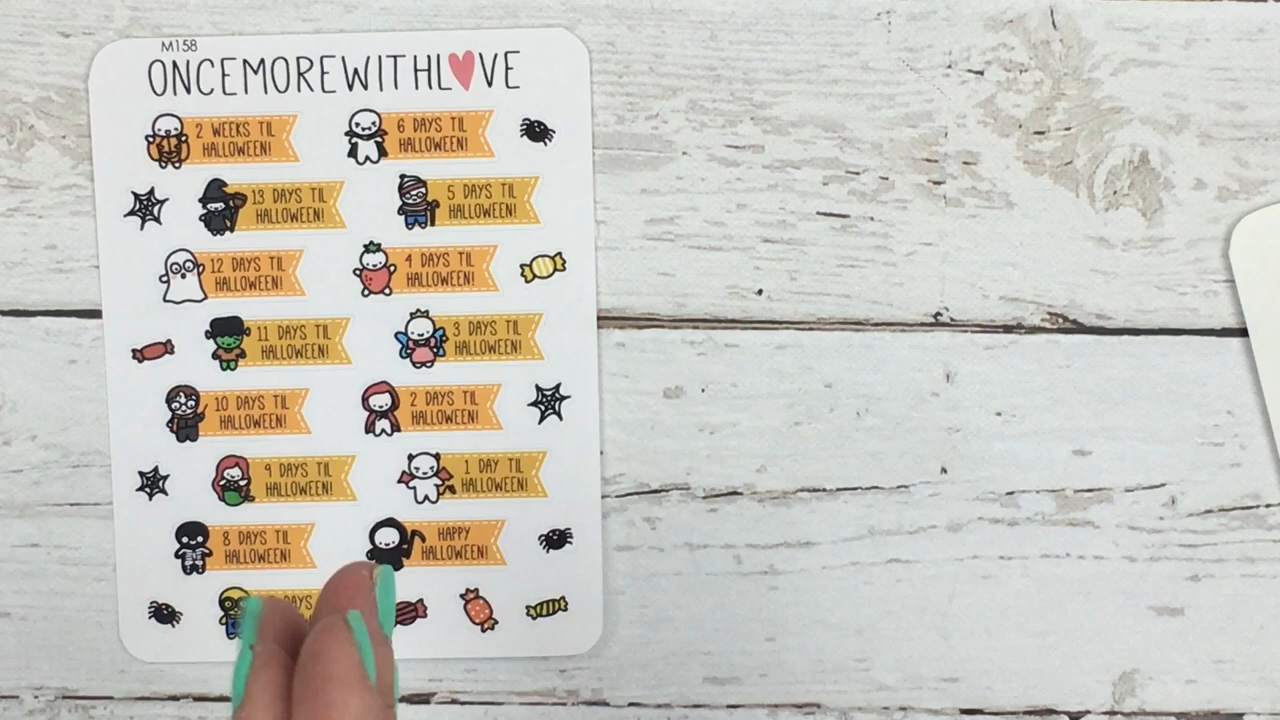 M158
ONCEMOREWITHLVE
2 WEEKS TIL
HALLOWEEN!
6 DAYS TIL
HALLOWEEN!
13 DAYS TIL
HALLOWEEN!
5 DAYS TIL
HALLOWEEN!
12 DAYS TIL
HALLOWEEN!
4 DAYS TIL
HALLOWEEN!
11 DAYS TIL
HALLOWEEN!
3 DAYS TIL
HALLOWEEN!
10 DAYS TIL
HALLOWEEN!
2 DAYS TIL
HALLOWEEN!
9 DAYS TIL
HALLOWEEN!
1 DAY TIL
HALLOWEEN!
8 DAYS TIL
HALLOWEEN!
HAPPY
HALLOWEEN!
DAYS